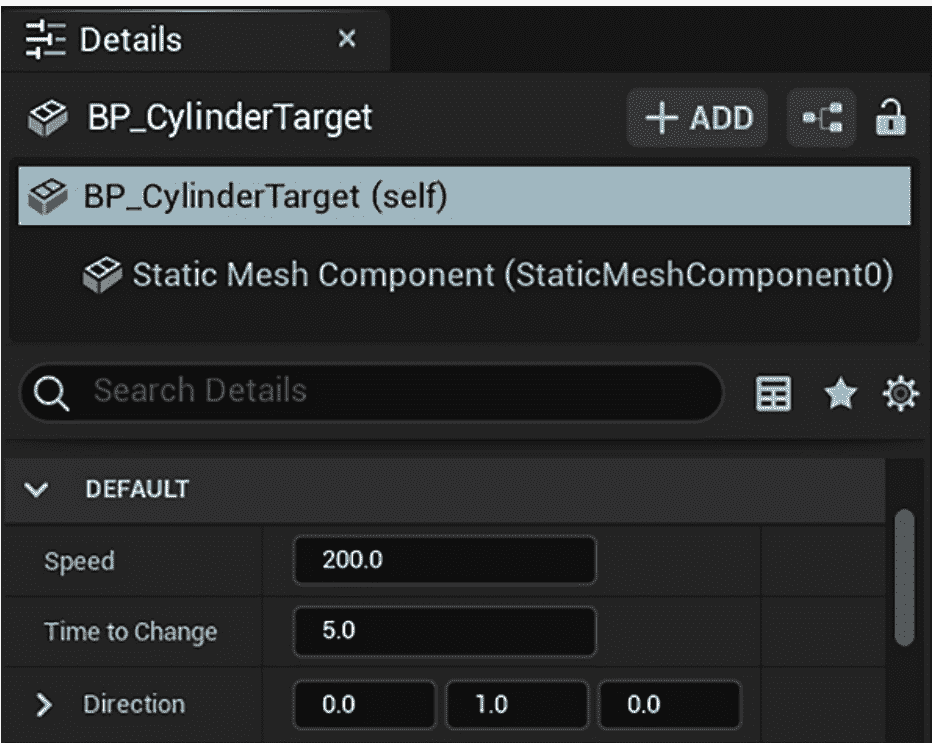 Details ×
BP_CylinderTarget + ADD
BP_CylinderTarget (self)
Static Mesh Component (StaticMeshComponent0)
Search Details
DEFAULT
Speed 200.0
Time to Change 5.0
Direction 0.0 1.0 0.0